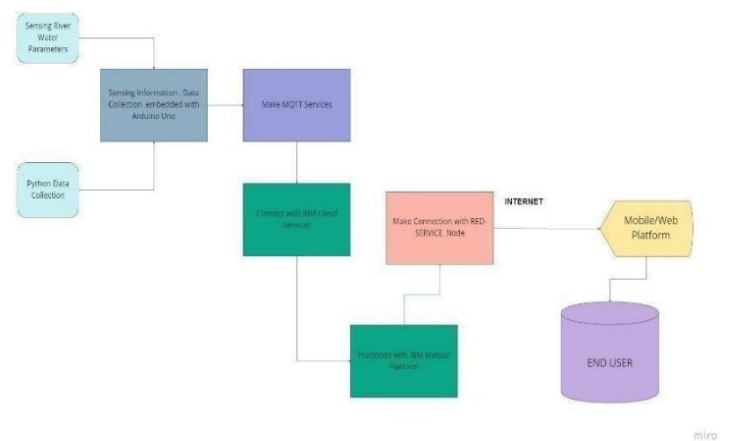 Sensing River
Water
Parameters
Sensing Information , Data
Collection embedded with
Arduino Uno
Make MQTT Services
Python Data
Collection
Connect with IBM Cloud
Services
Make Connection with RED-
SERVICE Node
INTERNET
Mobile/Web
Platform
Processes with IBM Watson
Platform
END USER
miro